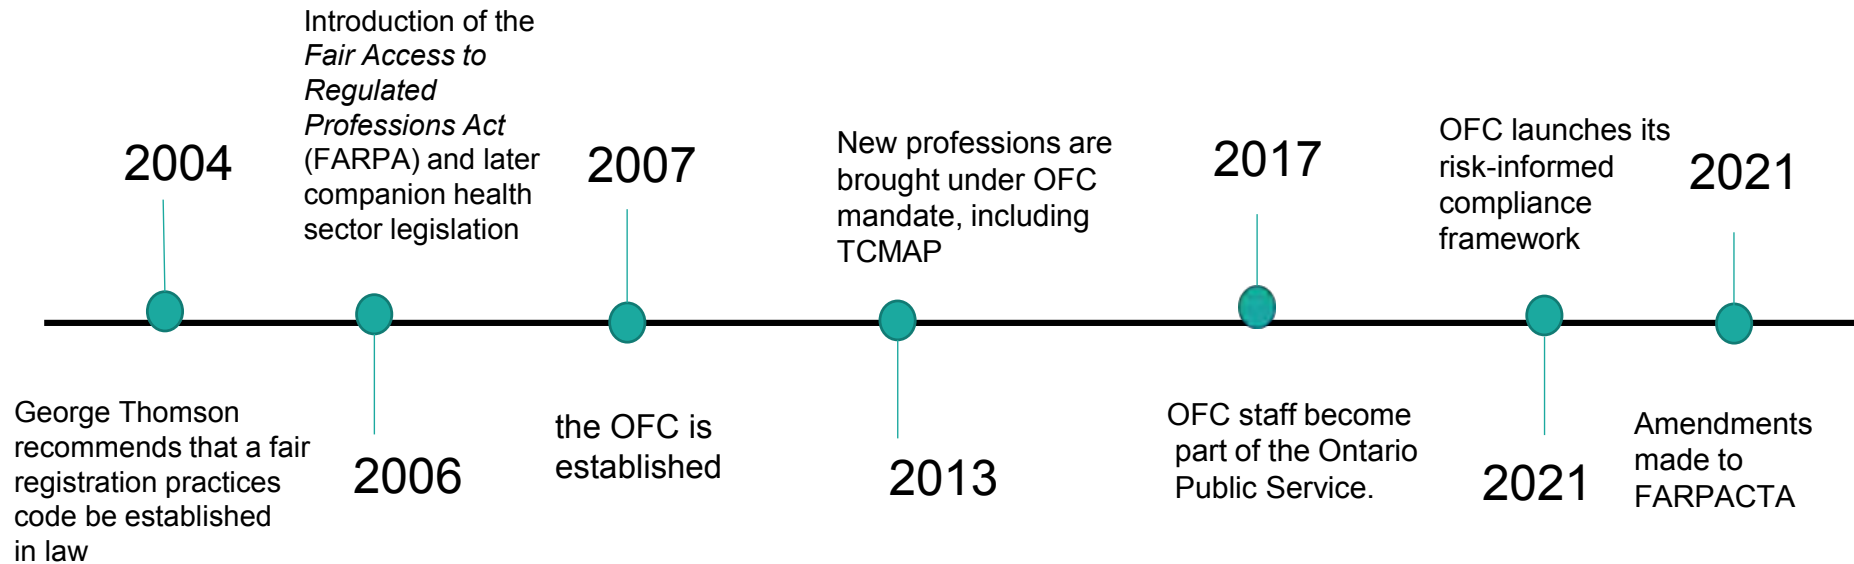 2004
George Thomson
recommends that a fair
registration practices
code be established
in law
Introduction of the
Fair Access to
Regulated
Professions Act
(FARPA) and later
companion health
sector legislation
2006
2007
the OFC is
established
New professions are
brought under OFC
mandate, including
TCMAP
2013
2017
OFC staff become
part of the Ontario
Public Service.
OFC launches its
risk-informed
compliance
framework
2021
2021
Amendments
made to
FARPACTA